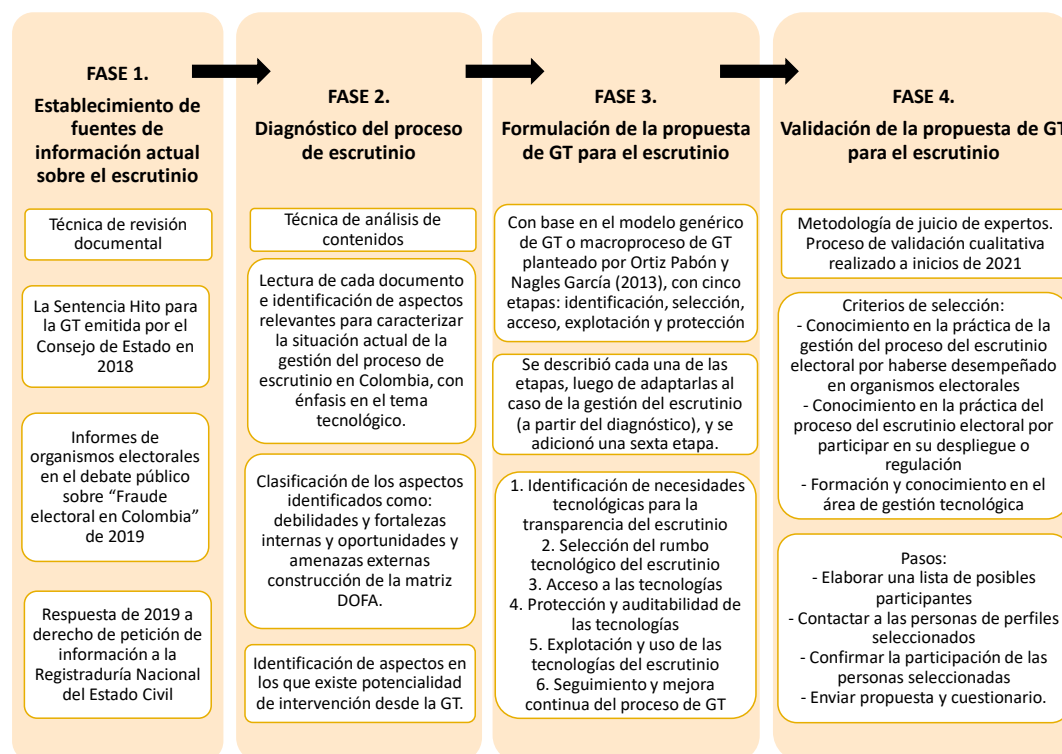 FASE 1.
Establecimiento de
fuentes de
información actual
sobre el escrutinio
Técnica de revisión
documental
La Sentencia Hito para
la GT emitida por el
Consejo de Estado en
2018
Informes de
organismos electorales
en el debate público
sobre “Fraude
electoral en Colombia”
de 2019
Respuesta de 2019 a
derecho de petición de
información a la
Registraduría Nacional
del Estado Civil
FASE 2.
Diagnóstico del proceso
de escrutinio
Técnica de análisis de
contenidos
Lectura de cada documento
e identificación de aspectos
relevantes para caracterizar
la situación actual de la
gestión del proceso de
escrutinio en Colombia, con
énfasis en el tema
tecnológico.
Clasificación de los aspectos
identificados como:
debilidades y fortalezas
internas y oportunidades y
amenazas externas
construcción de la matriz
DOFA.
Identificación de aspectos en
los que existe potencialidad
de intervención desde la GT.
FASE 3.
Formulación de la propuesta
de GT para el escrutinio
Con base en el modelo genérico
de GT o macroproceso de GT
planteado por Ortiz Pabón y
Nagles García (2013), con cinco
etapas: identificación, selección,
acceso, explotación y protección
Se describió cada una de las
etapas, luego de adaptarlas al
caso de la gestión del escrutinio
(a partir del diagnóstico), y se
adicionó una sexta etapa.
1. Identificación de necesidades
tecnológicas para la
transparencia del escrutinio
2. Selección del rumbo
tecnológico del escrutinio
3. Acceso a las tecnologías
4. Protección y auditabilidad de
las tecnologías
5. Explotación y uso de las
tecnologías del escrutinio
6. Seguimiento y mejora
continua del proceso de GT
FASE 4.
Validación de la propuesta de GT
para el escrutinio
Metodología de juicio de expertos.
Proceso de validación cualitativa
realizado a inicios de 2021
Criterios de selección:
- Conocimiento en la práctica de la
gestión del proceso del escrutinio
electoral por haberse desempeñado
en organismos electorales
- Conocimiento en la práctica del
proceso del escrutinio electoral por
participar en su despliegue o
regulación
- Formación y conocimiento en el
área de gestión tecnológica
Pasos:
- Elaborar una lista de posibles
participantes
- Contactar a las personas de perfiles
seleccionados
- Confirmar la participación de las
personas seleccionadas
- Enviar propuesta y cuestionario.